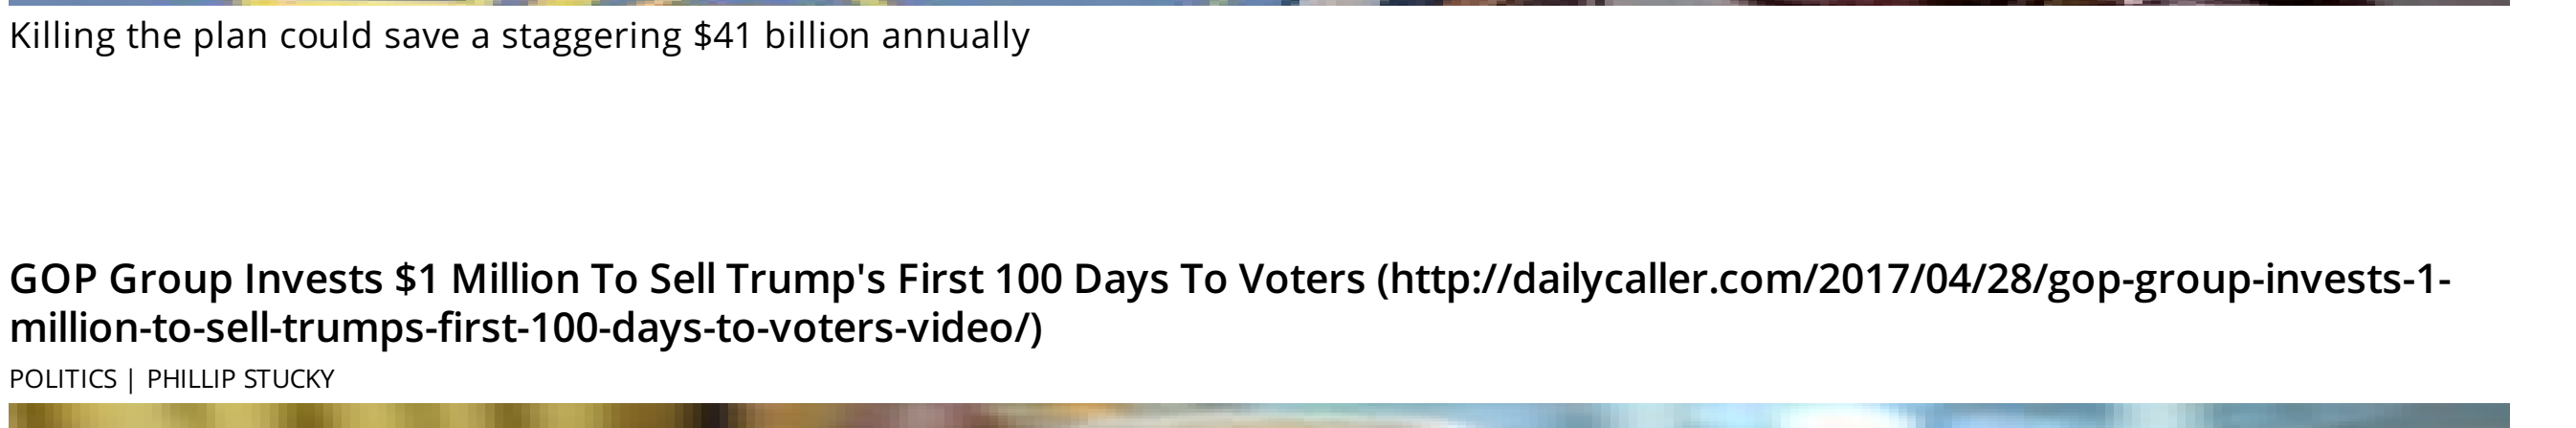 Killing the plan could save a staggering $41 billion annually
GOP Group Invests $1 Million To Sell Trump's First 100 Days To Voters (http://dailycaller.com/2017/04/28/gop-group-invests-1-
million-to-sell-trumps-first-100-days-to-voters-video/)
POLITICS | PHILLIP STUCKY